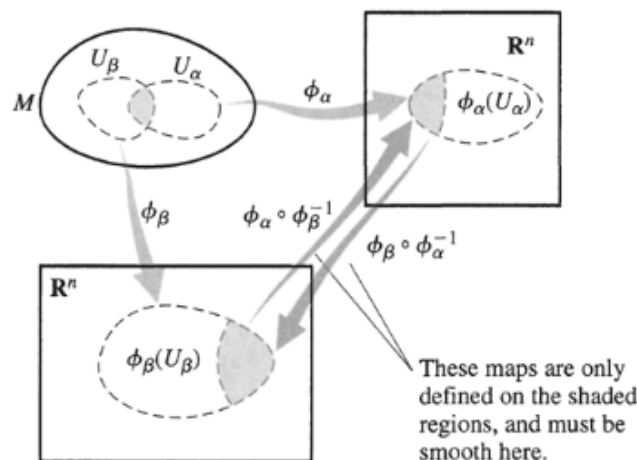 U_β U_α
M
R^n
ϕ_α
ϕ_α(U_α)
ϕ_β
ϕ_α ∘ ϕ_β^{-1}
ϕ_β ∘ ϕ_α^{-1}
R^n
ϕ_β(U_β)
These maps are only
defined on the shaded
regions, and must be
smooth here.